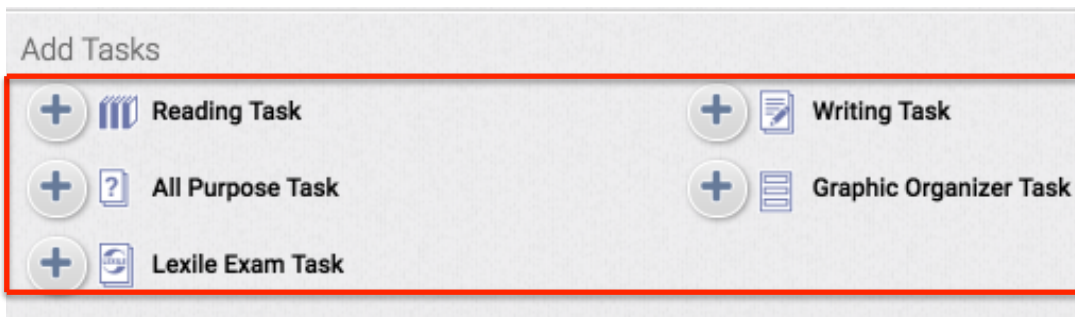 Add Tasks
Reading Task
Writing Task
All Purpose Task
Graphic Organizer Task
Lexile Exam Task